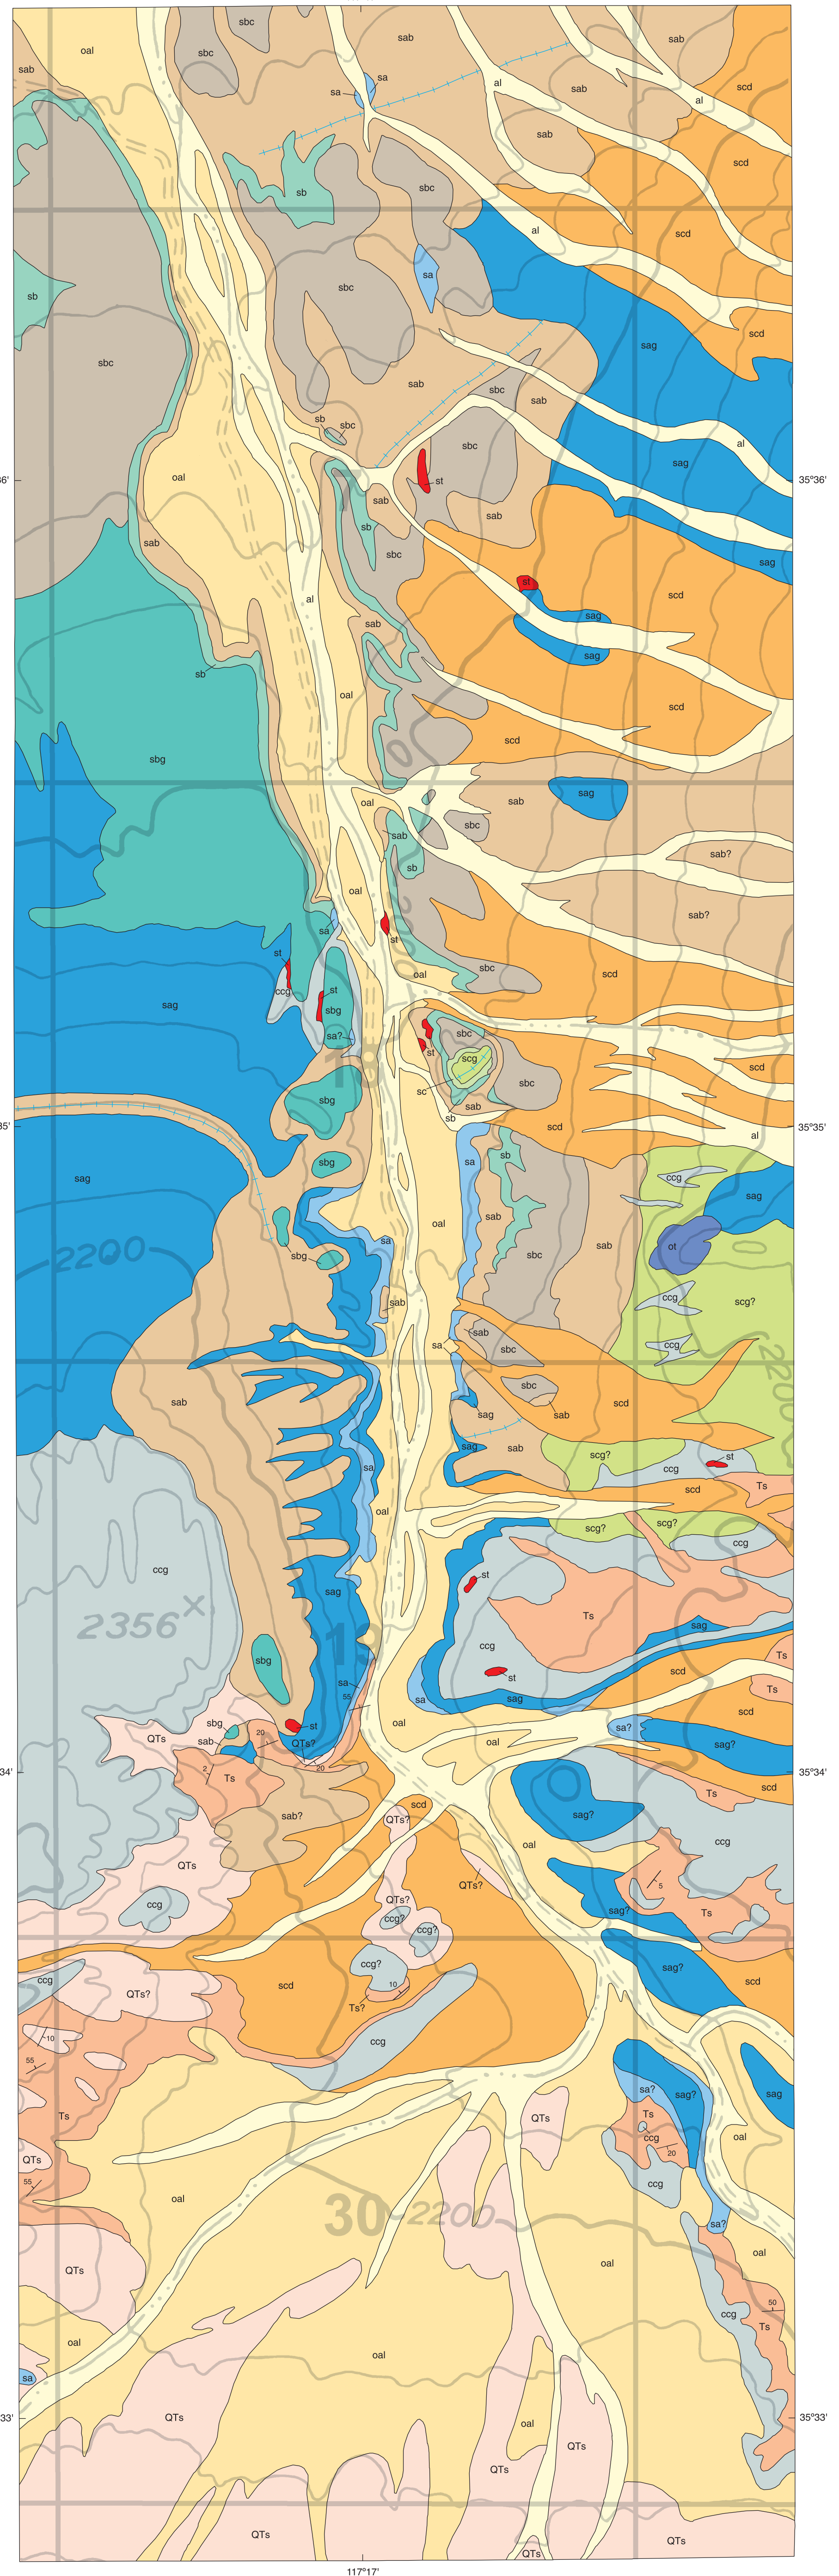 sbc
sbc
sab
sab
oal
sab
sa
sa
al
sab
scd
al
sab
scd
sbc
sb
al
scd
sa
sb
sbc
scd
sag
sbc
sab
sbc
sab
sb
sbc
al
sbc
sag
oal
st
35°36'
7
sab
sab
sb
sab
sbc
sag
st
scd
al
sag
sab
sag
sb
oal
scd
scd
sbg
sag
sab
oal
sbc
sab
sab?
sb
oal
sab?
sa
st
st
oal
sbc
scd
st
ccg
sag
sbg
sbc
sa?
st
scg
18
scd
sbc
sc
sbg
sab
sb
35'
scd
35°35'
al
sb
sbg
sa
ccg
sag
sag
oal
sab
sa
ot
sab
2200
sbg
sbc
ccg
scg?
sab
sab
sa
ccg
sbc
2200
sbc
sab
scd
sag
sab
sag
sab
scg?
st
sa
ccg
Ts
scd
oal
scg?
scg?
ccg
ccg
st
sag
Ts
2356
sag
ccg
Ts
19
sbg
scd
st
Ts
sa
55
sa
sag
scd
sbg
st
oal
sa?
20
QTs
oal
sag?
sab
QTs?
20
34'
2
Ts
35°34'
scd
Ts
scd
sag?
sab?
QTs?
ccg
oal
QTs
QTs?
5
QTs?
ccg
sag?
Ts
ccg?
ccg?
ccg?
sag?
ccg
scd
scd
QTs?
10
Ts?
ccg
10
55
sa?
sag?
sag
Ts
Ts
QTs
ccg
oal
20
QTs
55
ccg
oal
30
2200
sa?
oal
oal
QTs
50
ccg
Ts
oal
oal
sa
33'
QTs
35°33'
oal
QTs
QTs
QTs
QTs
QTs
117°17'